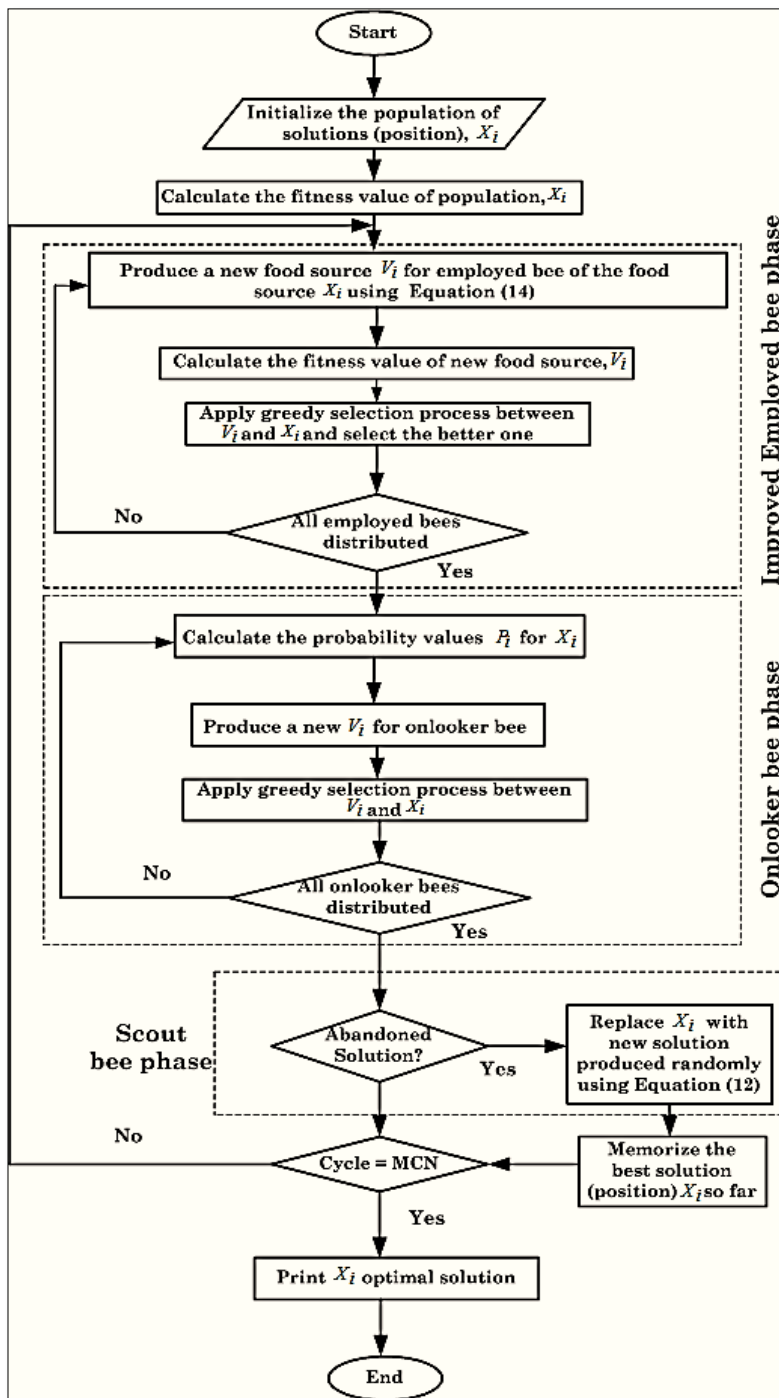 Start
Initialize the population of
solutions (position), Xi
Calculate the fitness value of population, Xi
Produce a new food source Vi for employed bee of the food
source Xi using Equation (14)
Calculate the fitness value of new food source, Vi
Apply greedy selection process between
Vi and Xi and select the better one
No
All employed bees
distributed
Yes
Improved Employed bee phase
Calculate the probability values Pi for Xi
Produce a new Vi for onlooker bee
Apply greedy selection process between
Vi and Xi
No
All onlooker bees
distributed
Yes
Onlooker bee phase
Scout
bee phase
Abandoned
Solution?
Yes
Replace Xi with
new solution
produced randomly
using Equation (12)
No
Cycle = MCN
Memorize the
best solution
(position) Xi so far
Yes
Print Xi optimal solution
End